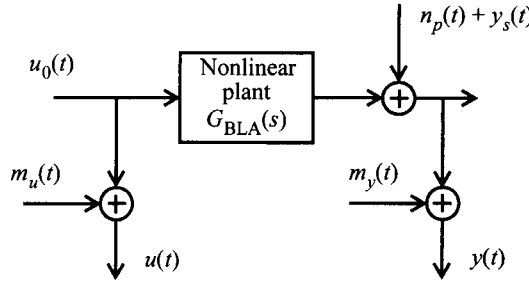 n_p(t) + y_s(t)
u_0(t)
Nonlinear
plant
G_BLA(s)
+
m_u(t)
+
m_y(t)
+
u(t)
y(t)